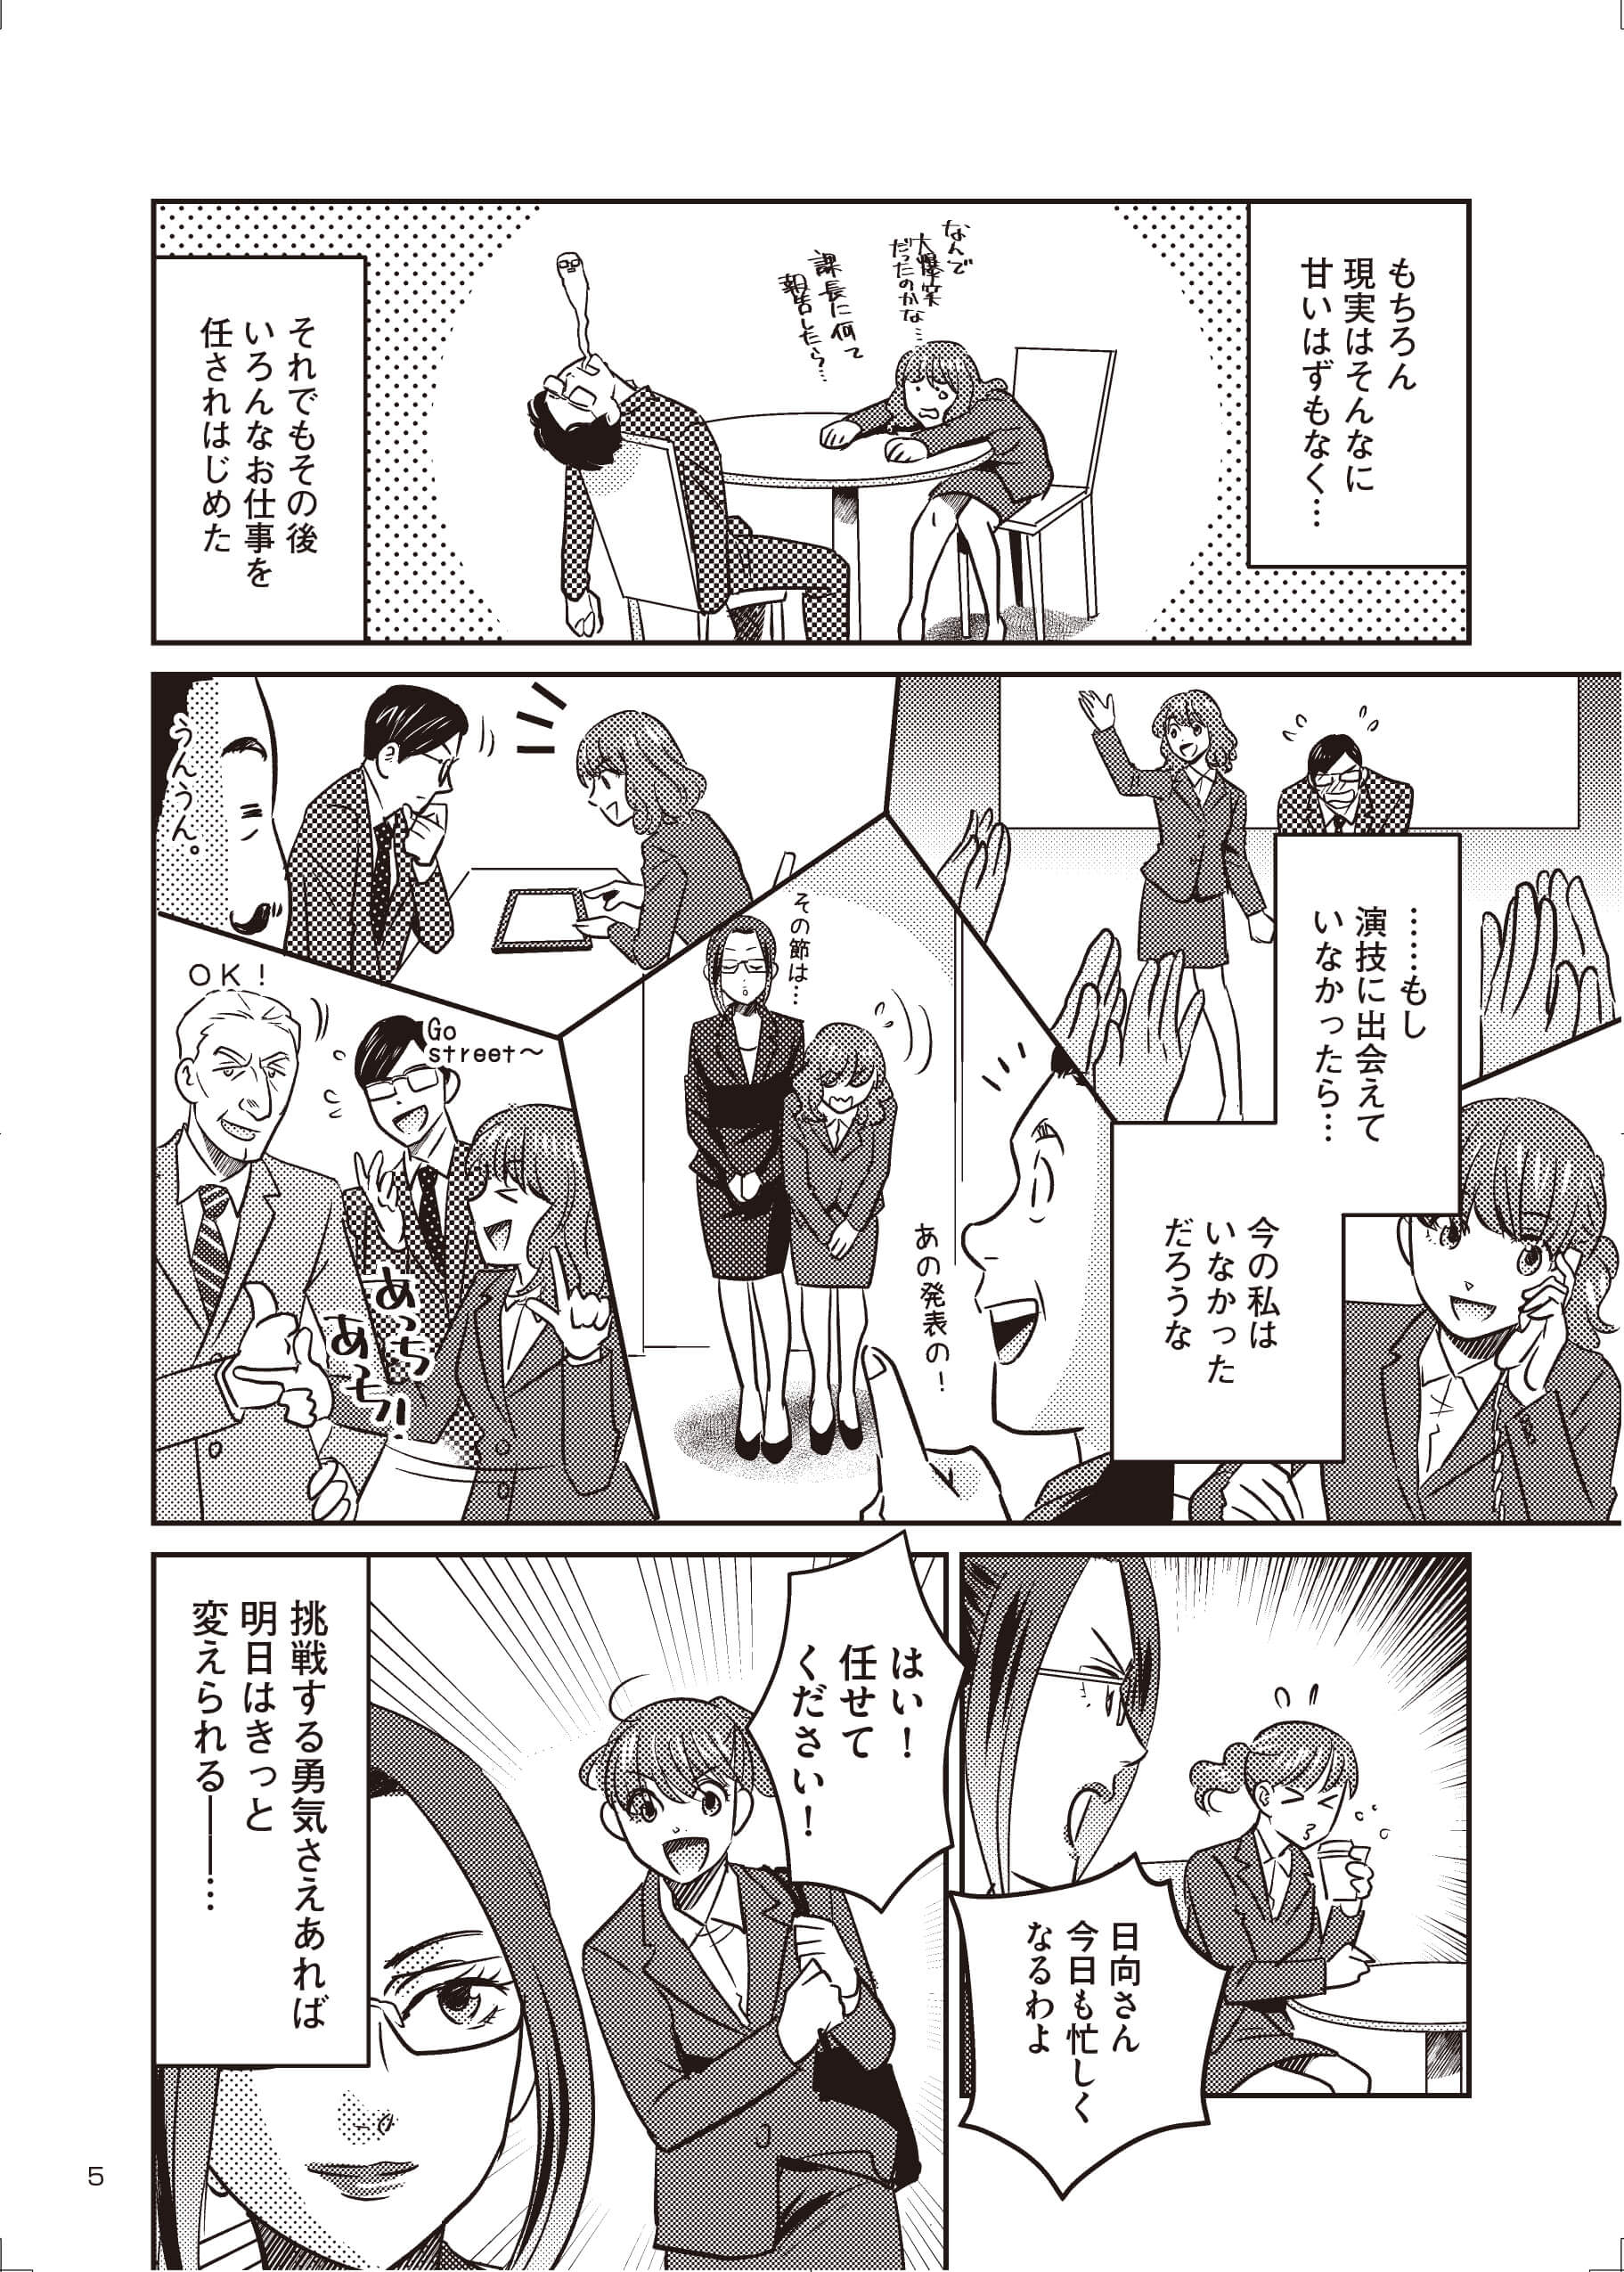 もちろん
現実はそんなに
甘いはずもなく…
なんで
大爆笑
だったのかな…
課長に何て
報告したら…
それでもその後
いろんなお仕事を
任されはじめた
……もし
演技に出会えて
いなかったら…
今の私は
いなかった
だろうな
うんうん。
その節は…
あの発表の！
OK！
Go
street～
あっち
あっち！
日向さん
今日も忙しく
なるわよ
はい！
任せて
ください！
挑戦する勇気さえあれば
明日はきっと
変えられる――…
5